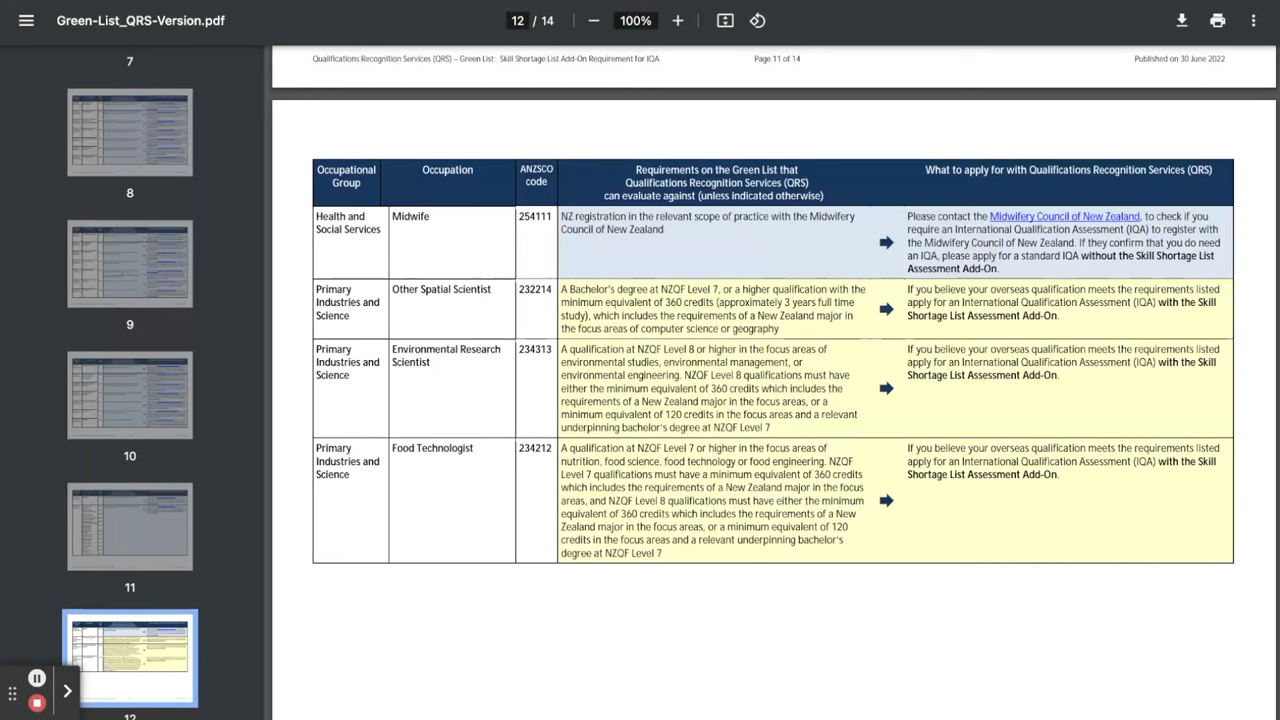 Green-List_QRS-Version.pdf
12 / 14
100%
7
8
9
10
11
12
Qualifications Recognition Services (QRS) – Green List: Skill Shortage List Add-On Requirement for IQA
Page 11 of 14
Published on 30 June 2022
Occupational
Group
Occupation
ANZSCO
code
Requirements on the Green List that
Qualifications Recognition Services (QRS)
can evaluate against (unless indicated otherwise)
What to apply for with Qualifications Recognition Services (QRS)
Health and
Social Services
Midwife
254111
NZ registration in the relevant scope of practice with the Midwifery
Council of New Zealand
Please contact the Midwifery Council of New Zealand, to check if you
require an International Qualification Assessment (IQA) to register with
the Midwifery Council of New Zealand. If they confirm that you do need
an IQA, please apply for a standard IQA without the Skill Shortage List
Assessment Add-On.
Primary
Industries and
Science
Other Spatial Scientist
232214
A Bachelor's degree at NZQF Level 7, or a higher qualification with the
minimum equivalent of 360 credits (approximately 3 years full time
study), which includes the requirements of a New Zealand major in
the focus areas of computer science or geography
If you believe your overseas qualification meets the requirements listed
apply for an International Qualification Assessment (IQA) with the Skill
Shortage List Assessment Add-On.
Primary
Industries and
Science
Environmental Research
Scientist
234313
A qualification at NZQF Level 8 or higher in the focus areas of
environmental studies, environmental management, or
environmental engineering. NZQF Level 8 qualifications must have
either the minimum equivalent of 360 credits which includes the
requirements of a New Zealand major in the focus areas, or a
minimum equivalent of 120 credits in the focus areas and a relevant
underpinning bachelor's degree at NZQF Level 7
If you believe your overseas qualification meets the requirements listed
apply for an International Qualification Assessment (IQA) with the Skill
Shortage List Assessment Add-On.
Primary
Industries and
Science
Food Technologist
234212
A qualification at NZQF Level 7 or higher in the focus areas of
nutrition, food science, food technology or food engineering. NZQF
Level 7 qualifications must have a minimum equivalent of 360 credits
which includes the requirements of a New Zealand major in the focus
areas, and NZQF Level 8 qualifications must have either the minimum
equivalent of 360 credits which includes the requirements of a New
Zealand major in the focus areas, or a minimum equivalent of 120
credits in the focus areas and a relevant underpinning bachelor's
degree at NZQF Level 7
If you believe your overseas qualification meets the requirements listed
apply for an International Qualification Assessment (IQA) with the Skill
Shortage List Assessment Add-On.